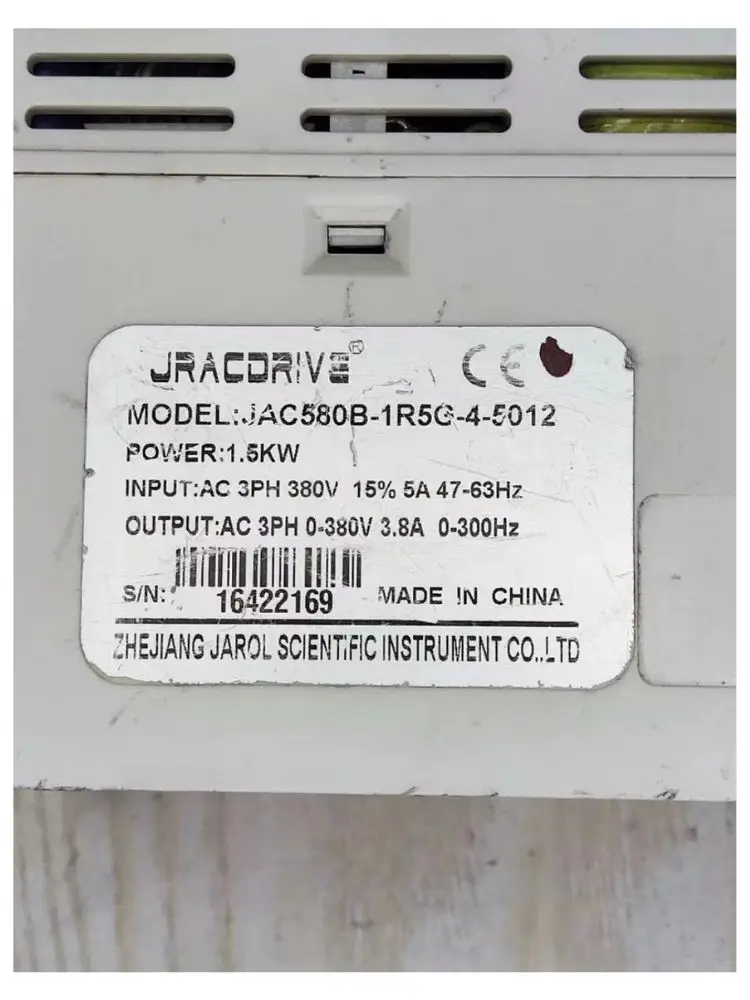 JRACDRIVE® CE
MODEL:JAC580B-1R5G-4-5012
POWER:1.5KW
INPUT:AC 3PH 380V 15% 5A 47-63Hz
OUTPUT:AC 3PH 0-380V 3.8A 0-300Hz
S/N: 16422169 MADE IN CHINA
ZHEJIANG JAROL SCIENTIFIC INSTRUMENT CO.,LTD